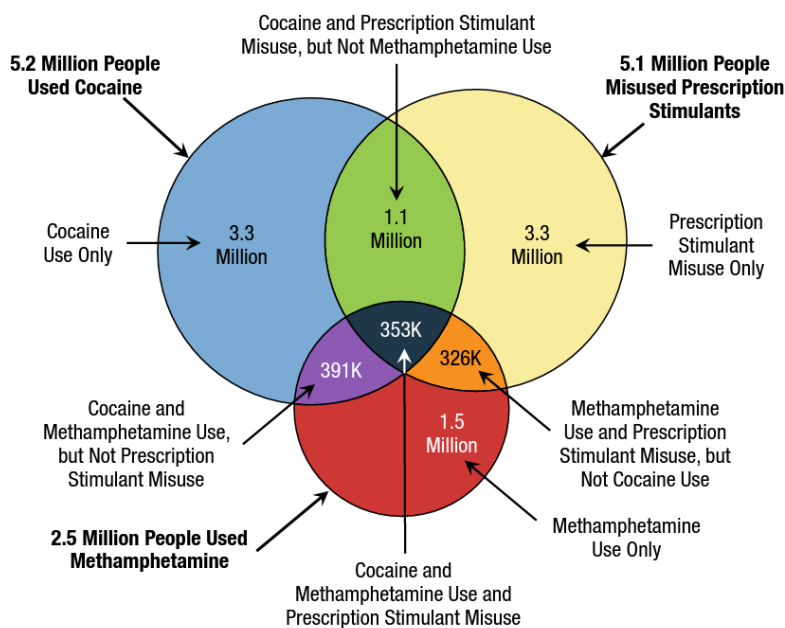 Cocaine and Prescription Stimulant
Misuse, but Not Methamphetamine Use
5.2 Million People
Used Cocaine
5.1 Million People
Misused Prescription
Stimulants
Cocaine
Use Only
3.3
Million
1.1
Million
3.3
Million
Prescription
Stimulant
Misuse Only
353K
391K
326K
Cocaine and
Methamphetamine Use,
but Not Prescription
Stimulant Misuse
1.5
Million
Methamphetamine
Use and Prescription
Stimulant Misuse, but
Not Cocaine Use
2.5 Million People Used
Methamphetamine
Methamphetamine
Use Only
Cocaine and
Methamphetamine Use and
Prescription Stimulant Misuse